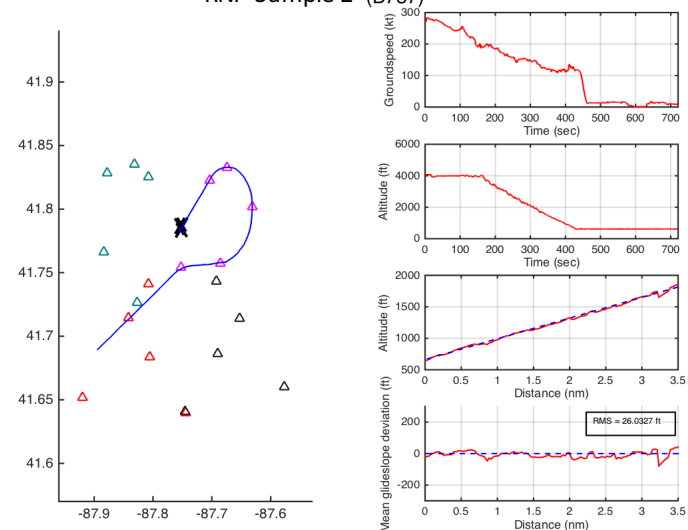 RNP Sample 2 (B737)
41.9
41.85
41.8
41.75
41.7
41.65
41.6
-87.9 -87.8 -87.7 -87.6
Groundspeed (kt)
300
200
100
0
0 100 200 300 400 500 600 700
Time (sec)
Altitude (ft)
6000
4000
2000
0
0 100 200 300 400 500 600 700
Time (sec)
Altitude (ft)
2000
1500
1000
500
0 0.5 1 1.5 2 2.5 3 3.5
Distance (nm)
Mean glideslope deviation (ft)
200
0
-200
RMS = 26.0327 ft
0 0.5 1 1.5 2 2.5 3 3.5
Distance (nm)